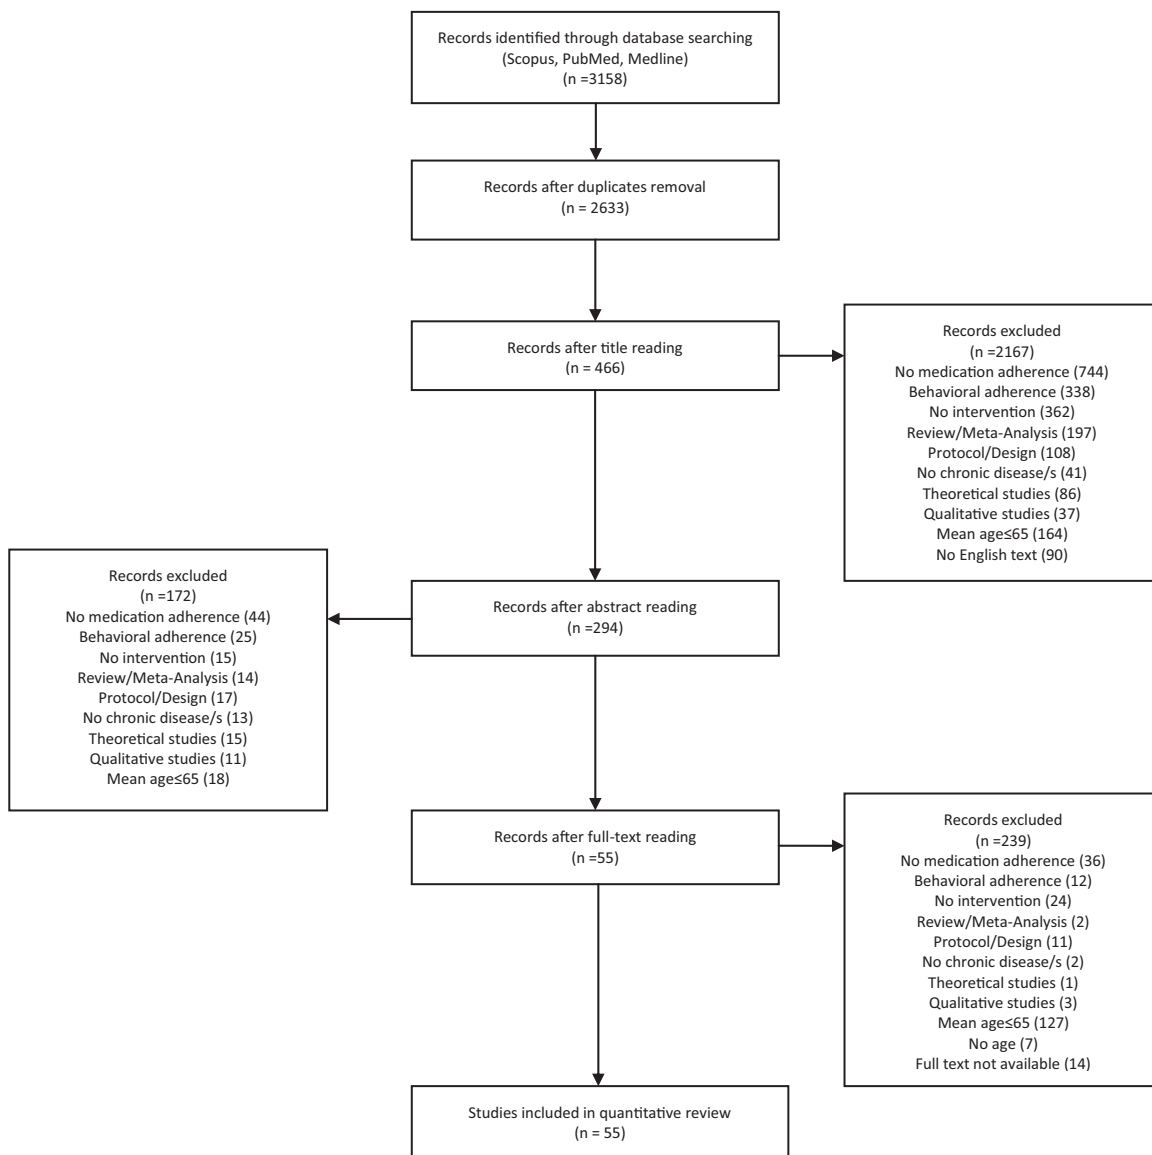 Records identified through database searching
(Scopus, PubMed, Medline)
(n =3158)
Records after duplicates removal
(n = 2633)
Records after title reading
(n = 466)
Records excluded
(n =2167)
No medication adherence (744)
Behavioral adherence (338)
No intervention (362)
Review/Meta-Analysis (197)
Protocol/Design (108)
No chronic disease/s (41)
Theoretical studies (86)
Qualitative studies (37)
Mean age≤65 (164)
No English text (90)
Records after abstract reading
(n =294)
Records excluded
(n =172)
No medication adherence (44)
Behavioral adherence (25)
No intervention (15)
Review/Meta-Analysis (14)
Protocol/Design (17)
No chronic disease/s (13)
Theoretical studies (15)
Qualitative studies (11)
Mean age≤65 (18)
Records after full-text reading
(n =55)
Records excluded
(n =239)
No medication adherence (36)
Behavioral adherence (12)
No intervention (24)
Review/Meta-Analysis (2)
Protocol/Design (11)
No chronic disease/s (2)
Theoretical studies (1)
Qualitative studies (3)
Mean age≤65 (127)
No age (7)
Full text not available (14)
Studies included in quantitative review
(n = 55)